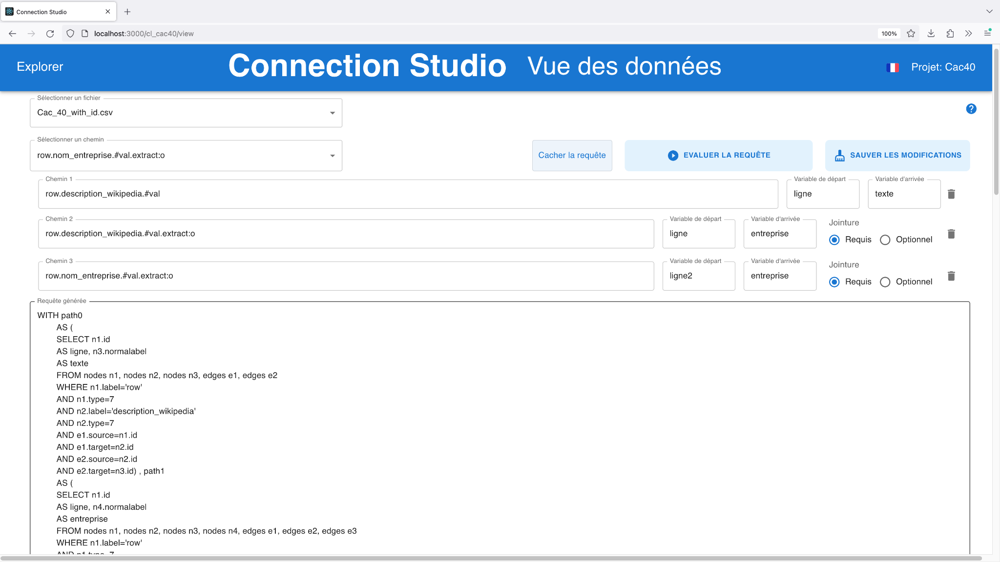 Connection Studio
localhost:3000/cl_cac40/view
100%
Explorer
Connection Studio Vue des données
Projet: Cac40
Sélectionner un fichier
Cac_40_with_id.csv
Sélectionner un chemin
row.nom_entreprise.#val.extract:o
Cacher la requête
EVALUER LA REQUÊTE
SAUVER LES MODIFICATIONS
Chemin 1
row.description_wikipedia.#val
Variable de départ
ligne
Variable d'arrivée
texte
Chemin 2
row.description_wikipedia.#val.extract:o
Variable de départ
ligne
Variable d'arrivée
entreprise
Jointure
Requis Optionnel
Chemin 3
row.nom_entreprise.#val.extract:o
Variable de départ
ligne2
Variable d'arrivée
entreprise
Jointure
Requis Optionnel
Requête générée
WITH path0
AS (
SELECT n1.id
AS ligne, n3.normalabel
AS texte
FROM nodes n1, nodes n2, nodes n3, edges e1, edges e2
WHERE n1.label='row'
AND n1.type=7
AND n2.label='description_wikipedia'
AND n2.type=7
AND e1.source=n1.id
AND e1.target=n2.id
AND e2.source=n2.id
AND e2.target=n3.id) , path1
AS (
SELECT n1.id
AS ligne, n4.normalabel
AS entreprise
FROM nodes n1, nodes n2, nodes n3, nodes n4, edges e1, edges e2, edges e3
WHERE n1.label='row'
AND n1.type=7